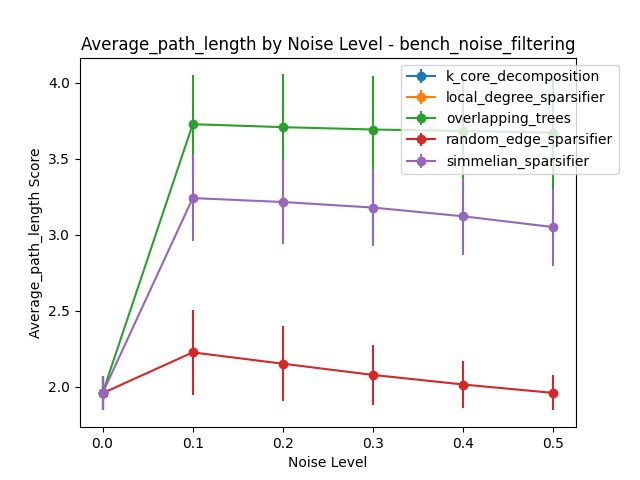 Average_path_length by Noise Level - bench_noise_filtering
4.0
3.5
3.0
2.5
2.0
Average_path_length Score
k_core_decomposition
local_degree_sparsifier
overlapping_trees
random_edge_sparsifier
simmelian_sparsifier
0.0 0.1 0.2 0.3 0.4 0.5
Noise Level